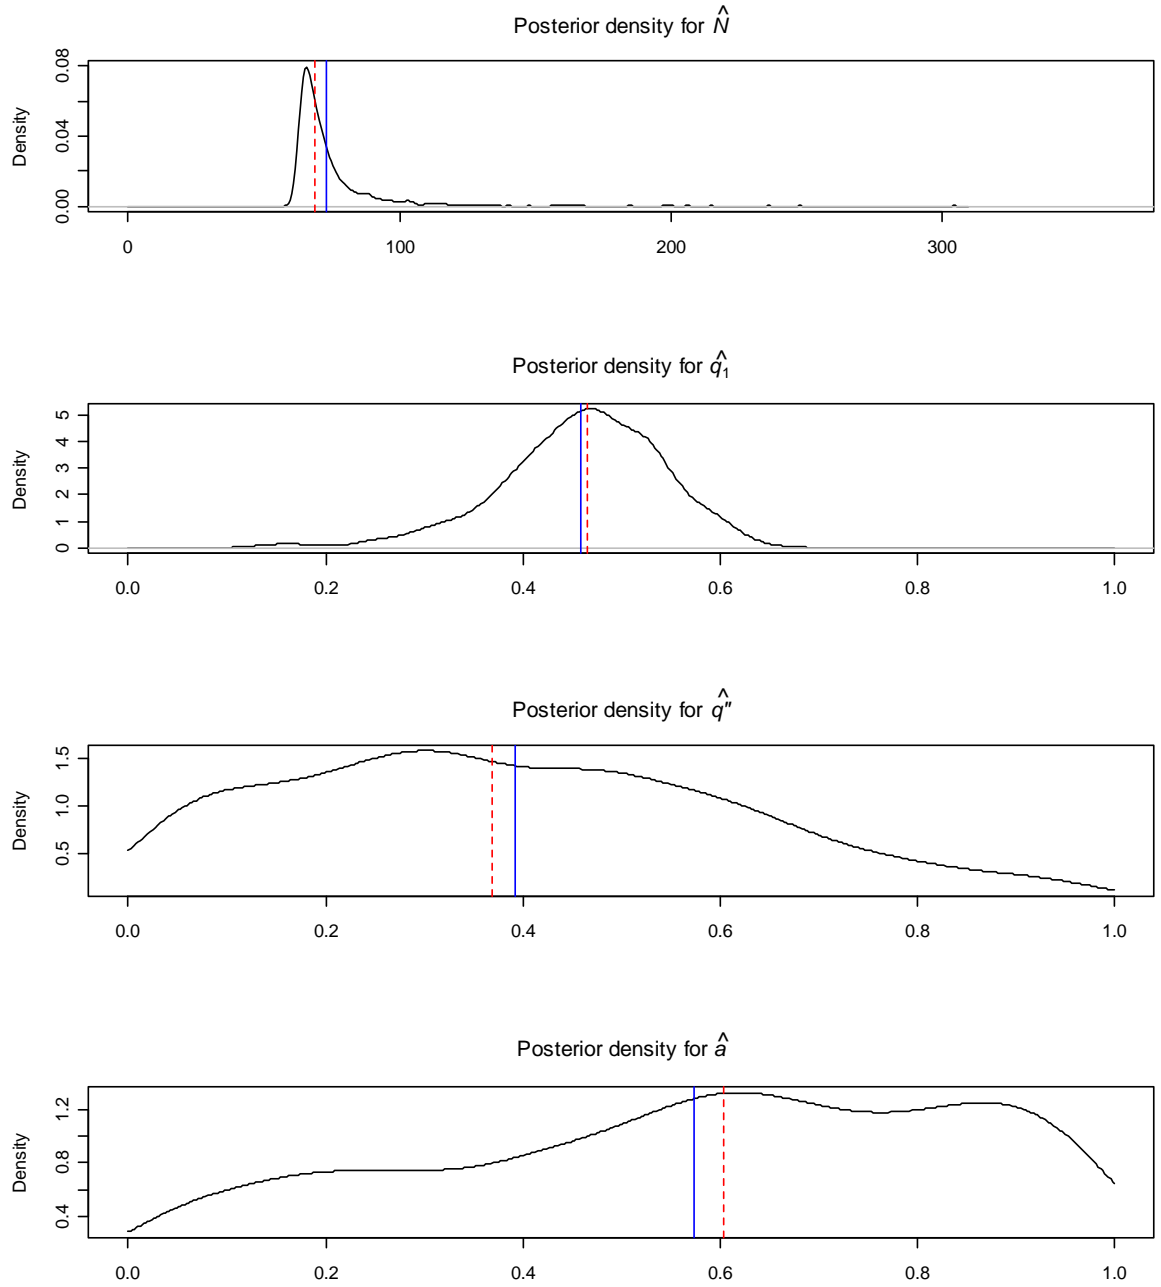 Posterior density for N̂
Density
0.00 0.04 0.08
0 100 200 300
Posterior density for q̂₁
Density
0 1 2 3 4 5
0.0 0.2 0.4 0.6 0.8 1.0
Posterior density for q̂"
Density
0.5 1.0 1.5
0.0 0.2 0.4 0.6 0.8 1.0
Posterior density for â
Density
0.4 0.8 1.2
0.0 0.2 0.4 0.6 0.8 1.0